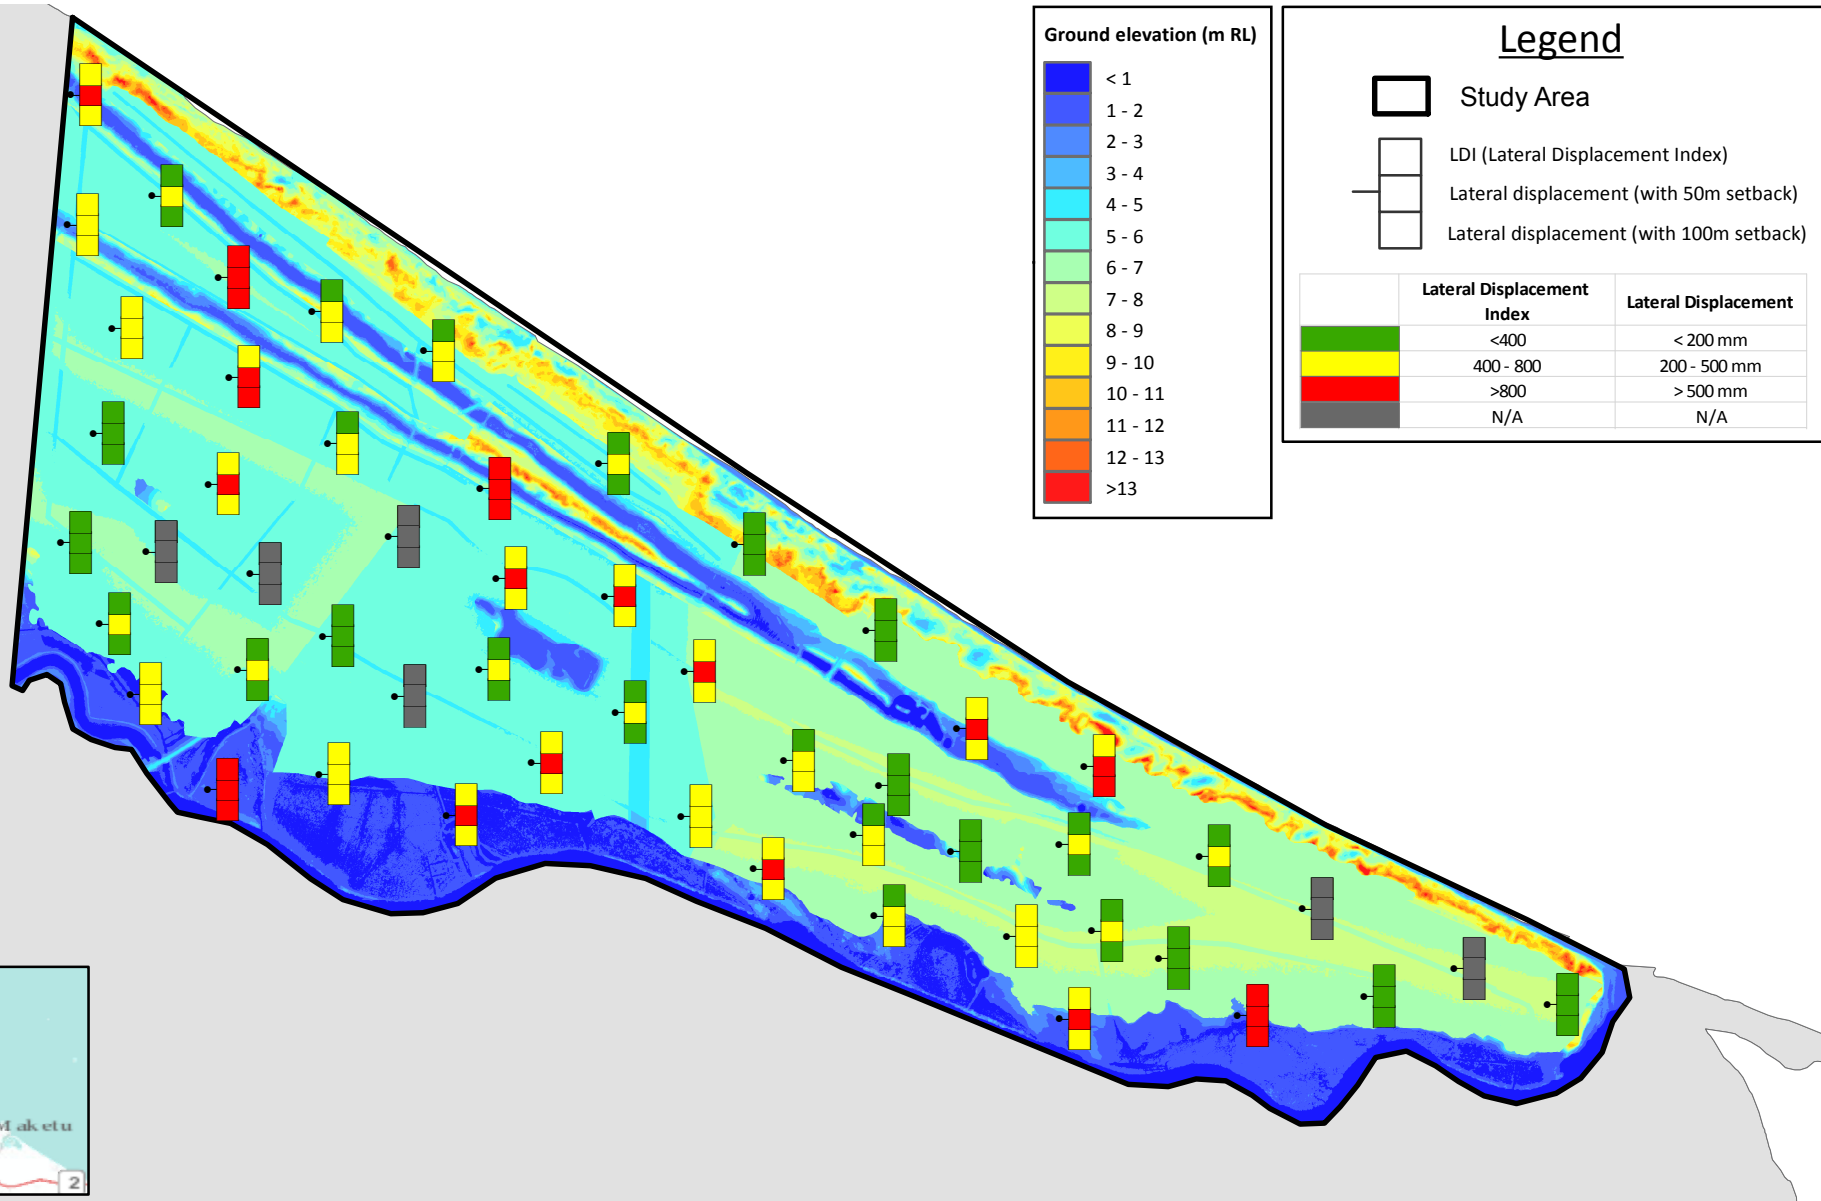 Ground elevation (m RL)
< 1
1 - 2
2 - 3
3 - 4
4 - 5
5 - 6
6 - 7
7 - 8
8 - 9
9 - 10
10 - 11
11 - 12
12 - 13
>13
Legend
Study Area
LDI (Lateral Displacement Index)
Lateral displacement (with 50m setback)
Lateral displacement (with 100m setback)
Lateral Displacement
Index
Lateral Displacement
<400 < 200 mm
400 - 800 200 - 500 mm
>800 > 500 mm
N/A N/A
Maketu
2